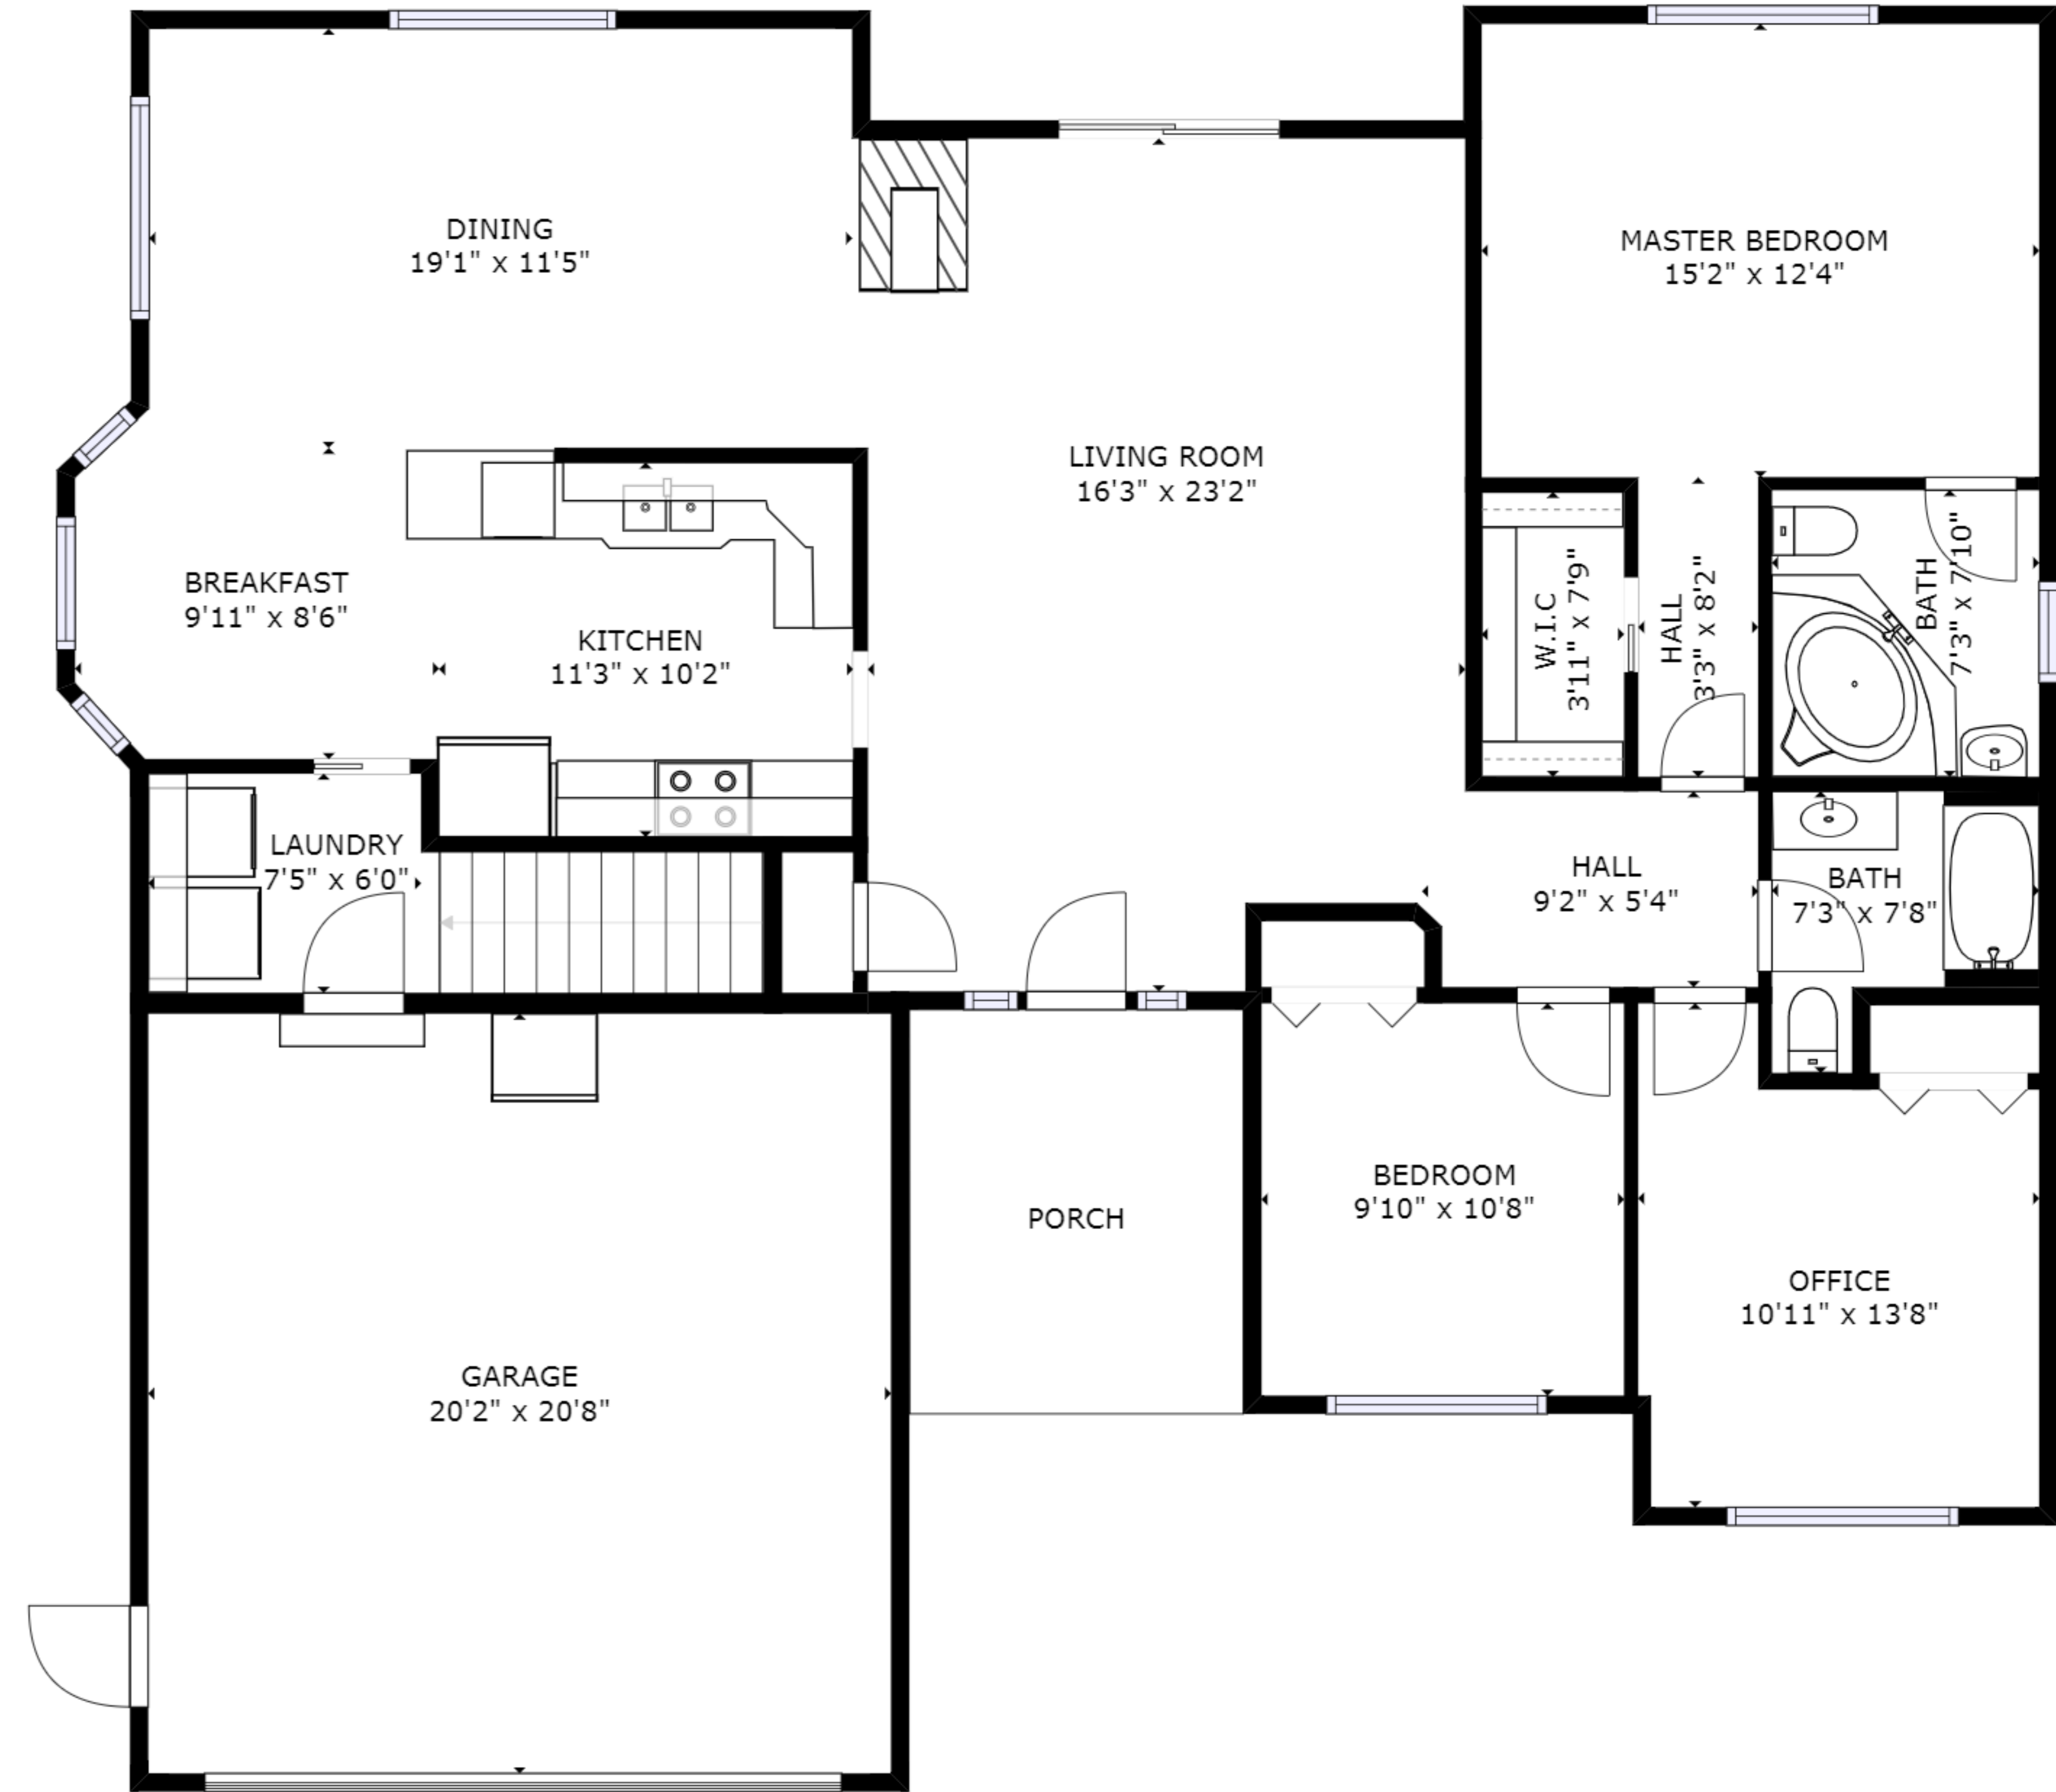 DINING
19'1" x 11'5"
MASTER BEDROOM
15'2" x 12'4"
LIVING ROOM
16'3" x 23'2"
BREAKFAST
9'11" x 8'6"
KITCHEN
11'3" x 10'2"
W.I.C
3'11" x 7'9"
HALL
3'3" x 8'2"
BATH
7'3" x 7'10"
LAUNDRY
7'5" x 6'0"
HALL
9'2" x 5'4"
BATH
7'3" x 7'8"
BEDROOM
9'10" x 10'8"
PORCH
OFFICE
10'11" x 13'8"
GARAGE
20'2" x 20'8"